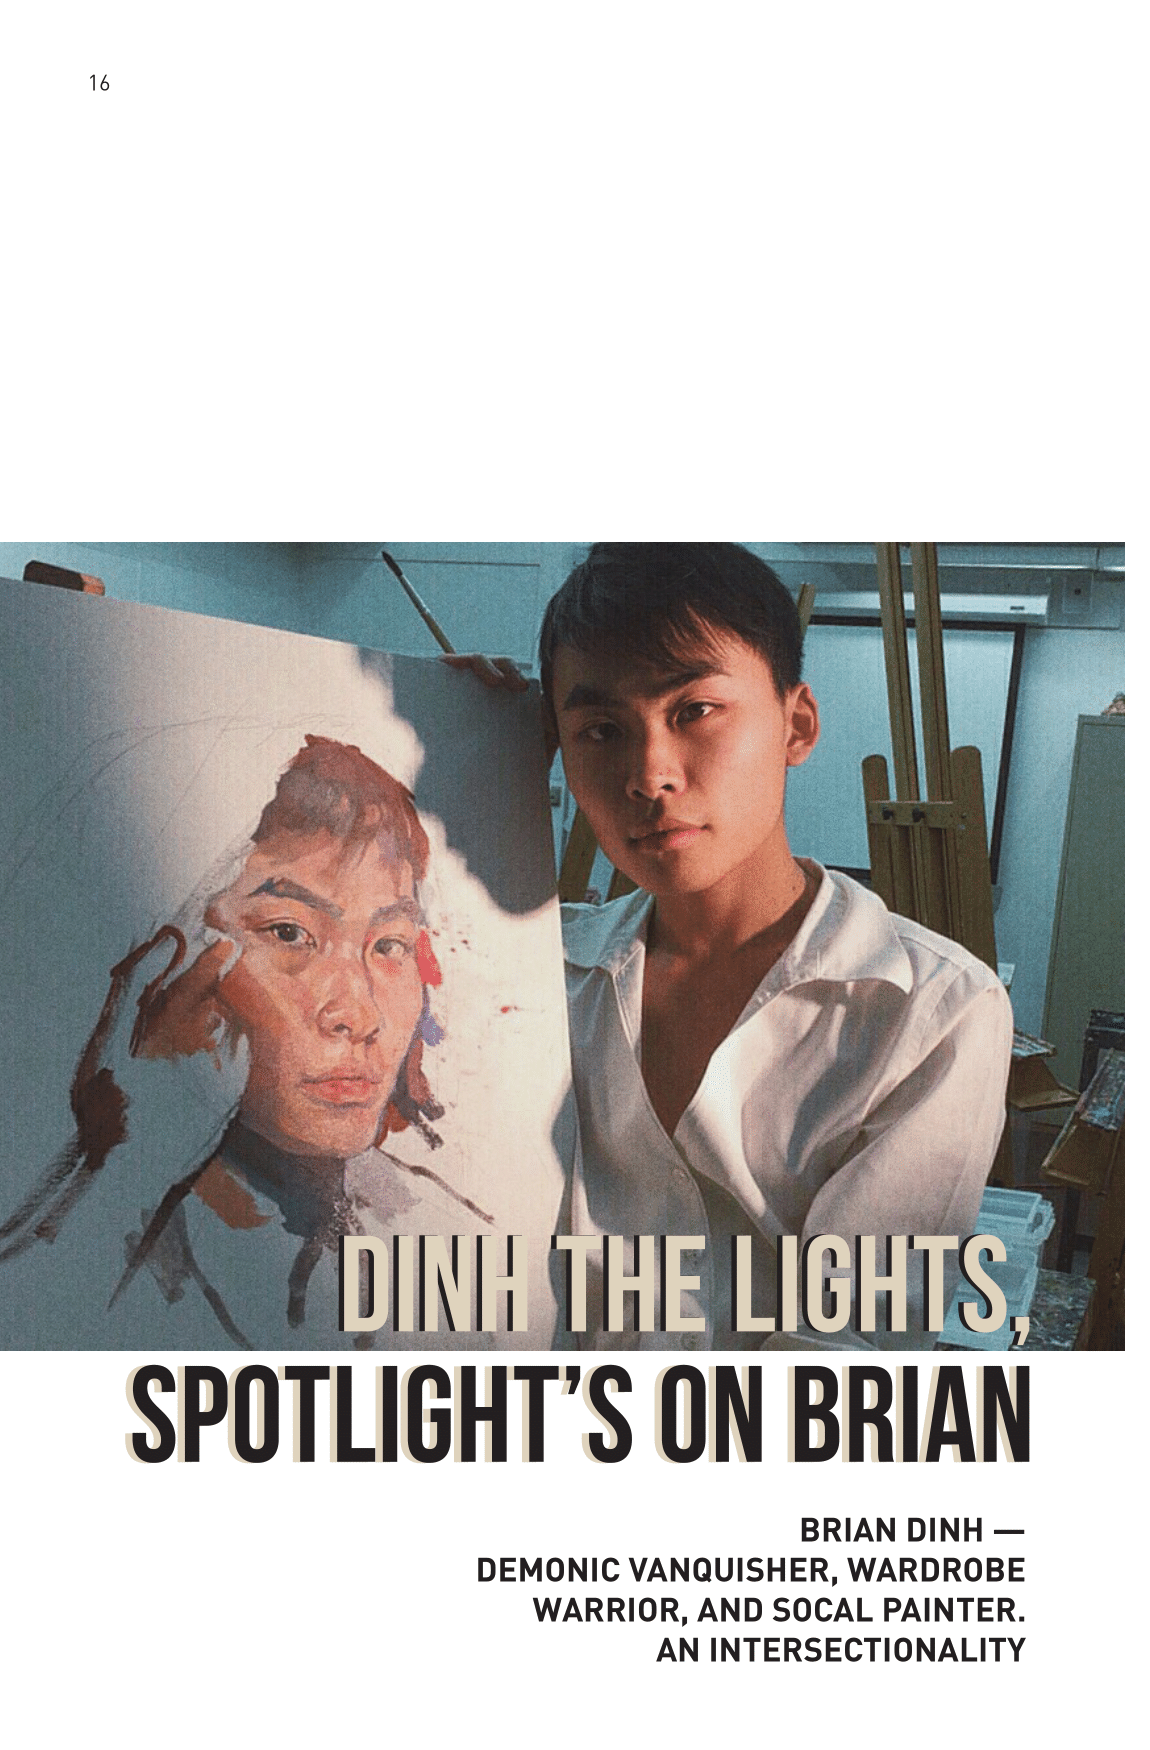 16
DINH THE LIGHTS,
SPOTLIGHT’S ON BRIAN
BRIAN DINH —
DEMONIC VANQUISHER, WARDROBE
WARRIOR, AND SOCAL PAINTER.
AN INTERSECTIONALITY